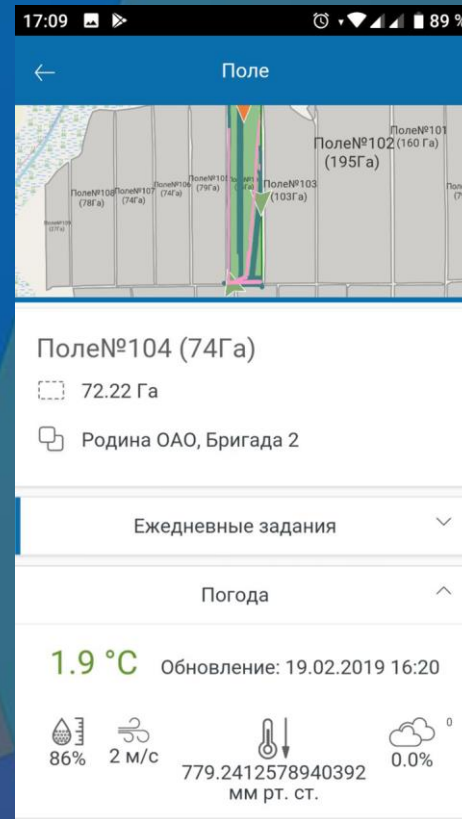 17:09
89 %
Поле
Поле№101
(160 Га)
Поле№102
(195Га)
Поле№103
(103Га)
Поле№106
(74Га)
Поле№107
(74Га)
Поле№108
(78Га)
(79Га)
Поле№104 (74Га)
72.22 Га
Родина ОАО, Бригада 2
Ежедневные задания
Погода
1.9 °C Обновление: 19.02.2019 16:20
86%
2 м/с
779.2412578940392
мм рт. ст.
0
0.0%